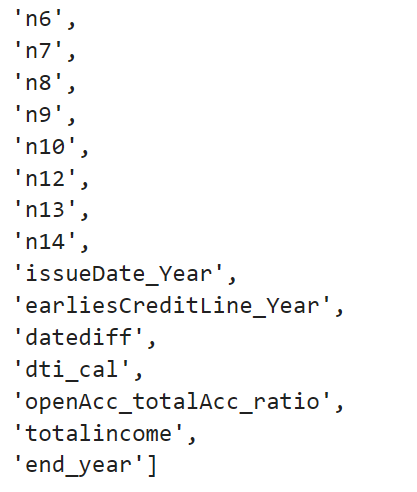 'n6',
'n7',
'n8',
'n9',
'n10',
'n12',
'n13',
'n14',
'issueDate_Year',
'earliesCreditLine_Year',
'datediff',
'dti_cal',
'openAcc_totalAcc_ratio',
'totalincome',
'end_year']